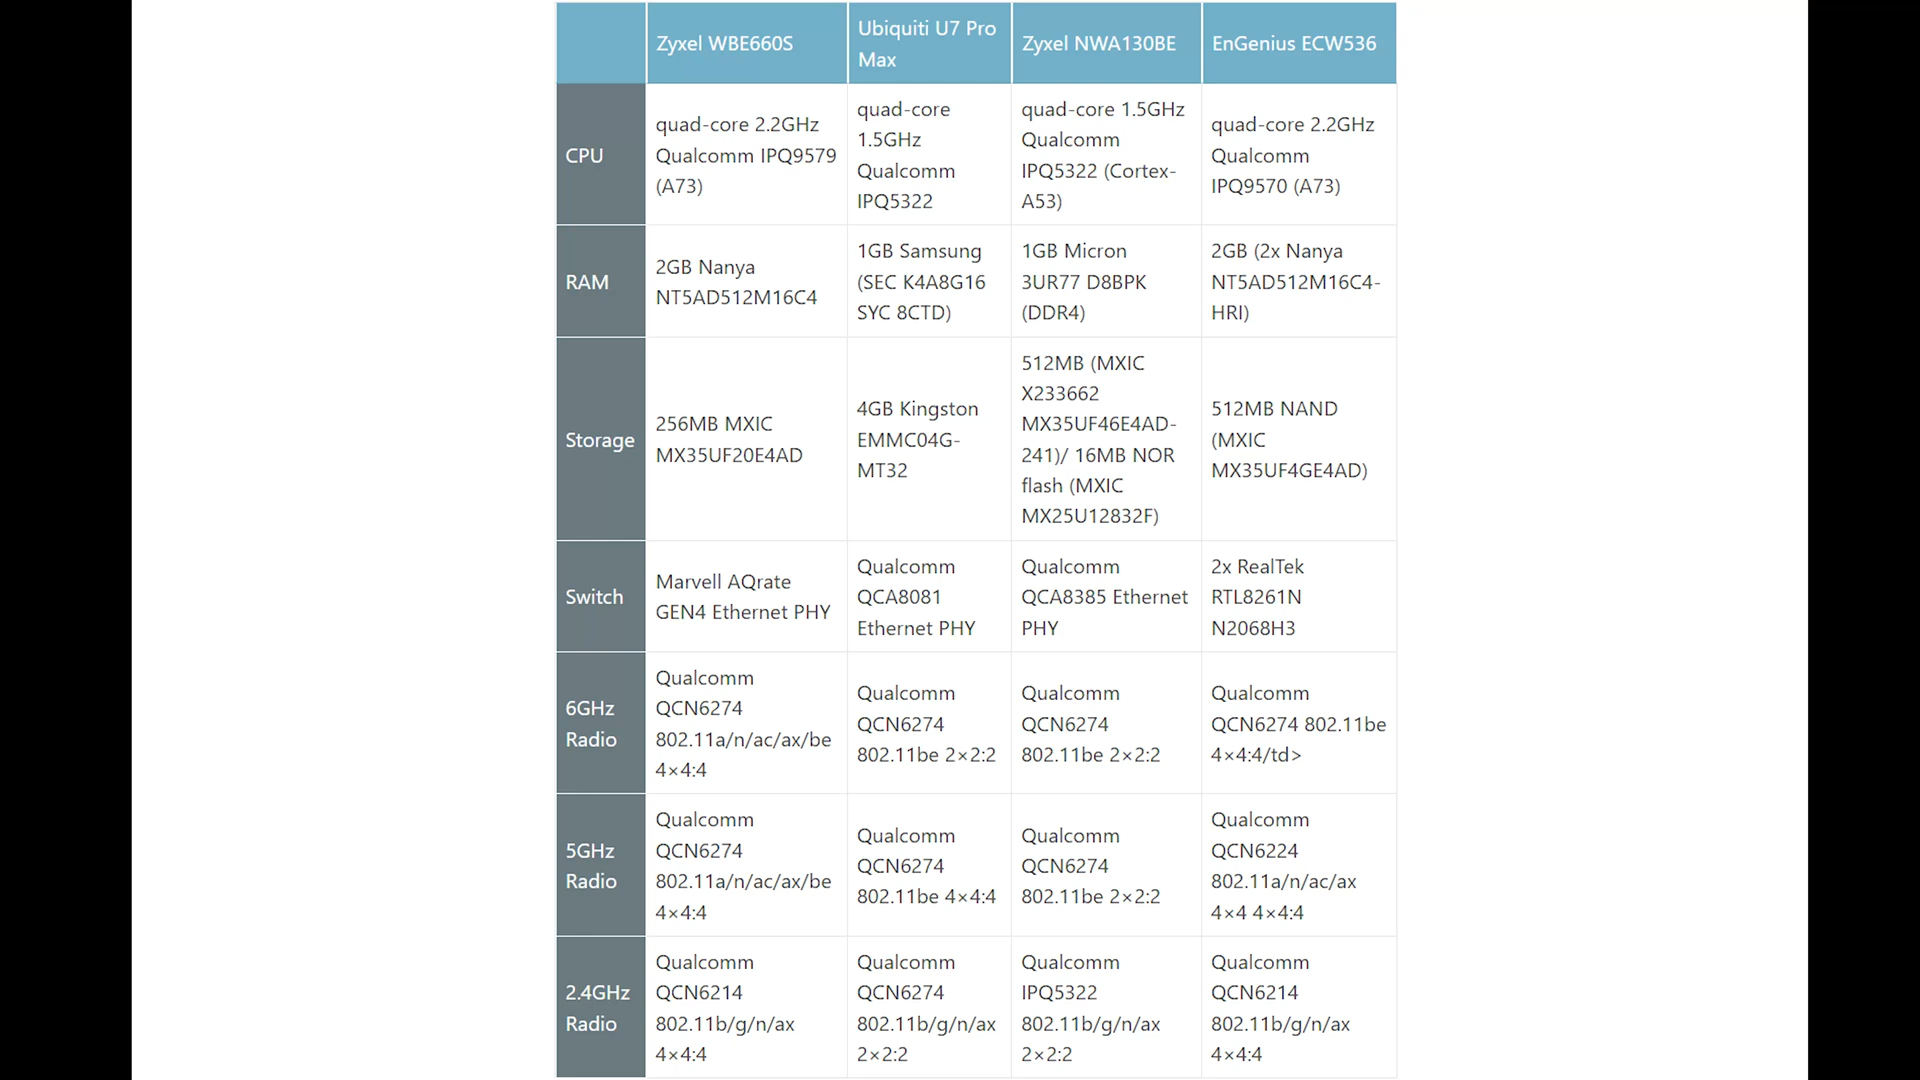 Zyxel WBE660S
Ubiquiti U7 Pro
Max
Zyxel NWA130BE
EnGenius ECW536
CPU
quad-core 2.2GHz
Qualcomm IPQ9579
(A73)
quad-core
1.5GHz
Qualcomm
IPQ5322
quad-core 1.5GHz
Qualcomm
IPQ5322 (Cortex-
A53)
quad-core 2.2GHz
Qualcomm
IPQ9570 (A73)
RAM
2GB Nanya
NT5AD512M16C4
1GB Samsung
(SEC K4A8G16
SYC 8CTD)
1GB Micron
3UR77 D8BPK
(DDR4)
2GB (2x Nanya
NT5AD512M16C4-
HRI)
Storage
256MB MXIC
MX35UF20E4AD
4GB Kingston
EMMC04G-
MT32
512MB (MXIC
X233662
MX35UF46E4AD-
241)/ 16MB NOR
flash (MXIC
MX25U12832F)
512MB NAND
(MXIC
MX35UF4GE4AD)
Switch
Marvell AQrate
GEN4 Ethernet PHY
Qualcomm
QCA8081
Ethernet PHY
Qualcomm
QCA8385 Ethernet
PHY
2x RealTek
RTL8261N
N2068H3
6GHz
Radio
Qualcomm
QCN6274
802.11a/n/ac/ax/be
4×4:4
Qualcomm
QCN6274
802.11be 2×2:2
Qualcomm
QCN6274
802.11be 2×2:2
Qualcomm
QCN6274 802.11be
4×4:4/td>
5GHz
Radio
Qualcomm
QCN6274
802.11a/n/ac/ax/be
4×4:4
Qualcomm
QCN6274
802.11be 4×4:4
Qualcomm
QCN6274
802.11be 2×2:2
Qualcomm
QCN6224
802.11a/n/ac/ax
4×4 4×4:4
2.4GHz
Radio
Qualcomm
QCN6214
802.11b/g/n/ax
4×4:4
Qualcomm
QCN6274
802.11b/g/n/ax
2×2:2
Qualcomm
IPQ5322
802.11b/g/n/ax
2×2:2
Qualcomm
QCN6214
802.11b/g/n/ax
4×4:4